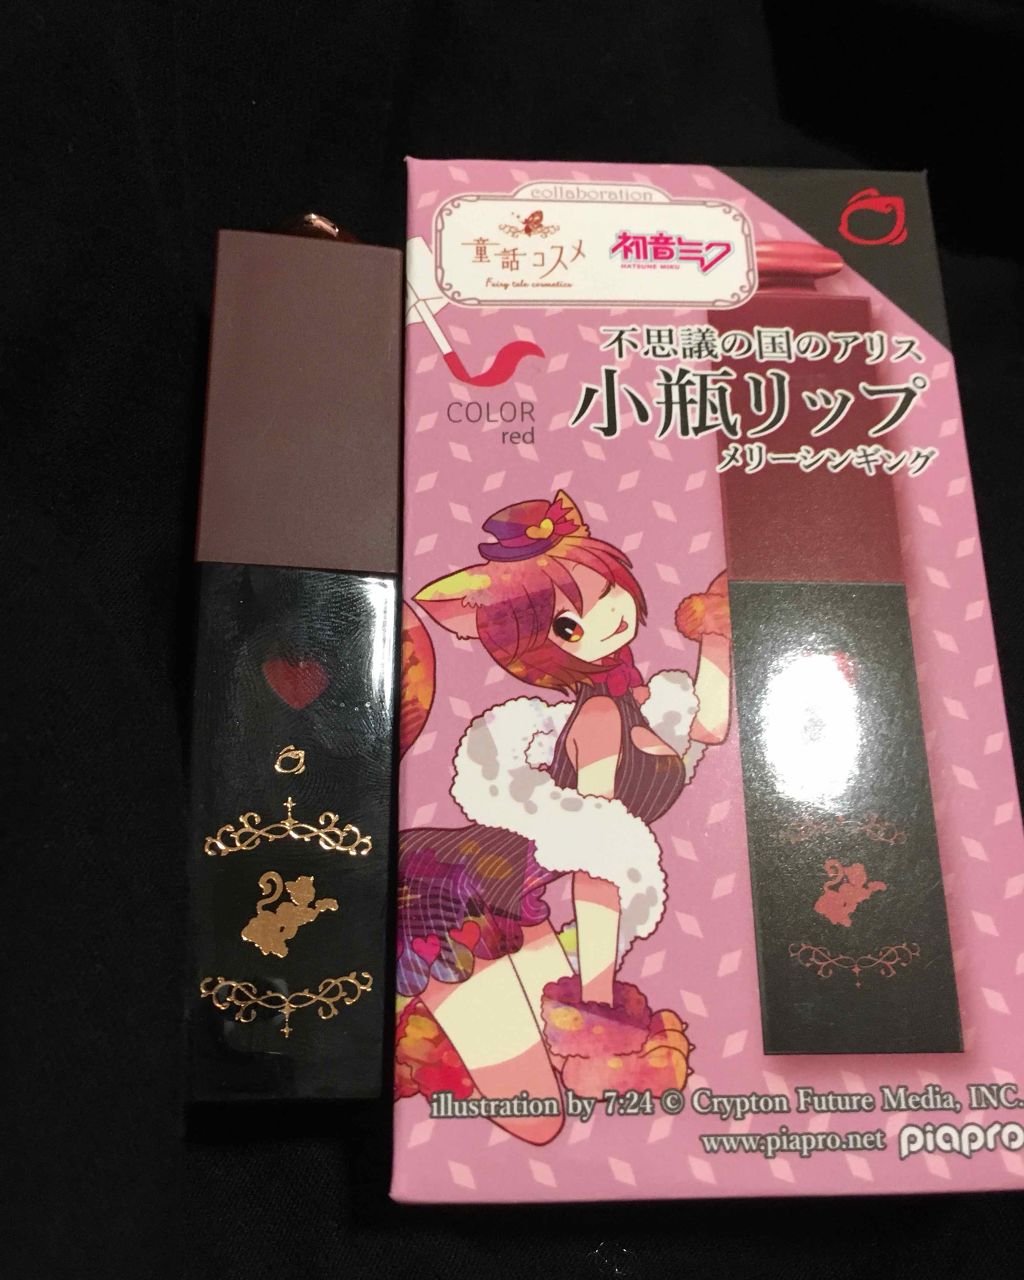 collaboration
童話コスメ
Fairy tale cosmetics
初音ミク
HATSUNE MIKU
不思議の国のアリス
小瓶リップ
メリーシンギング
COLOR
red
illustration by 7:24 © Crypton Future Media, INC.
www.piapro.net piapro